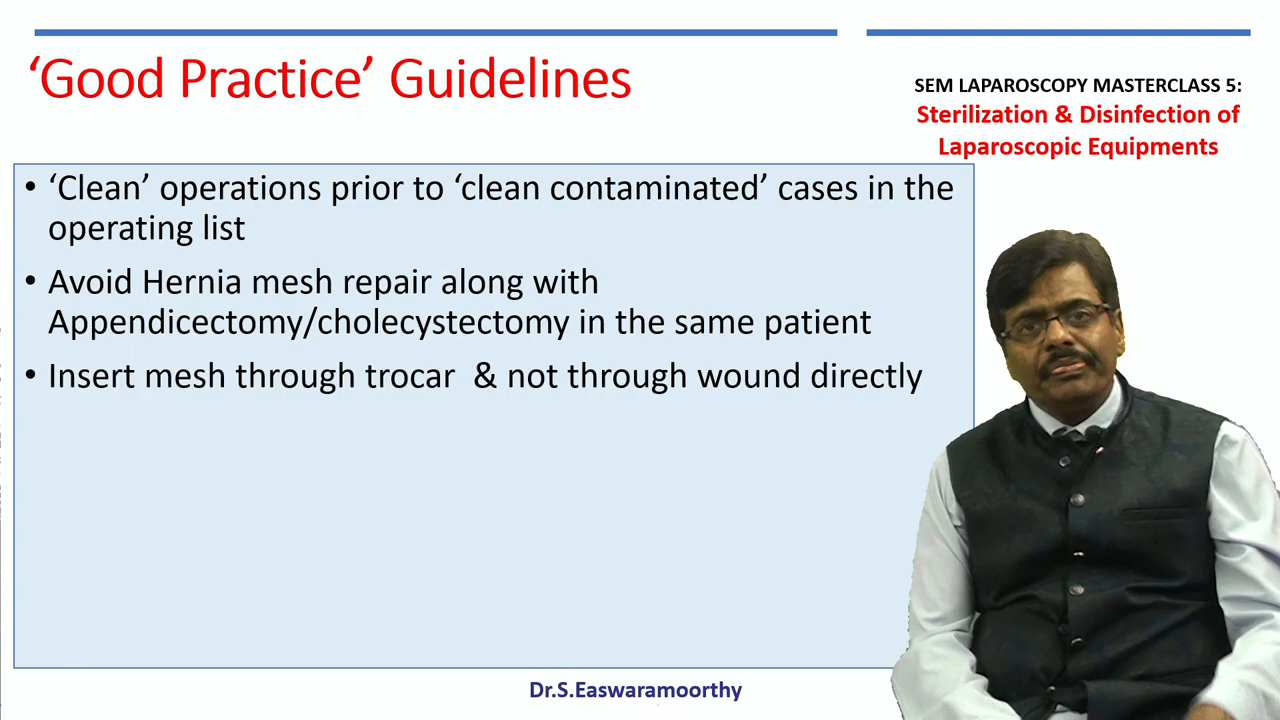 ‘Good Practice’ Guidelines
SEM LAPAROSCOPY MASTERCLASS 5:
Sterilization & Disinfection of
Laparoscopic Equipments
• ‘Clean’ operations prior to ‘clean contaminated’ cases in the
operating list
• Avoid Hernia mesh repair along with
Appendicectomy/cholecystectomy in the same patient
• Insert mesh through trocar & not through wound directly
Dr.S.Easwaramoorthy